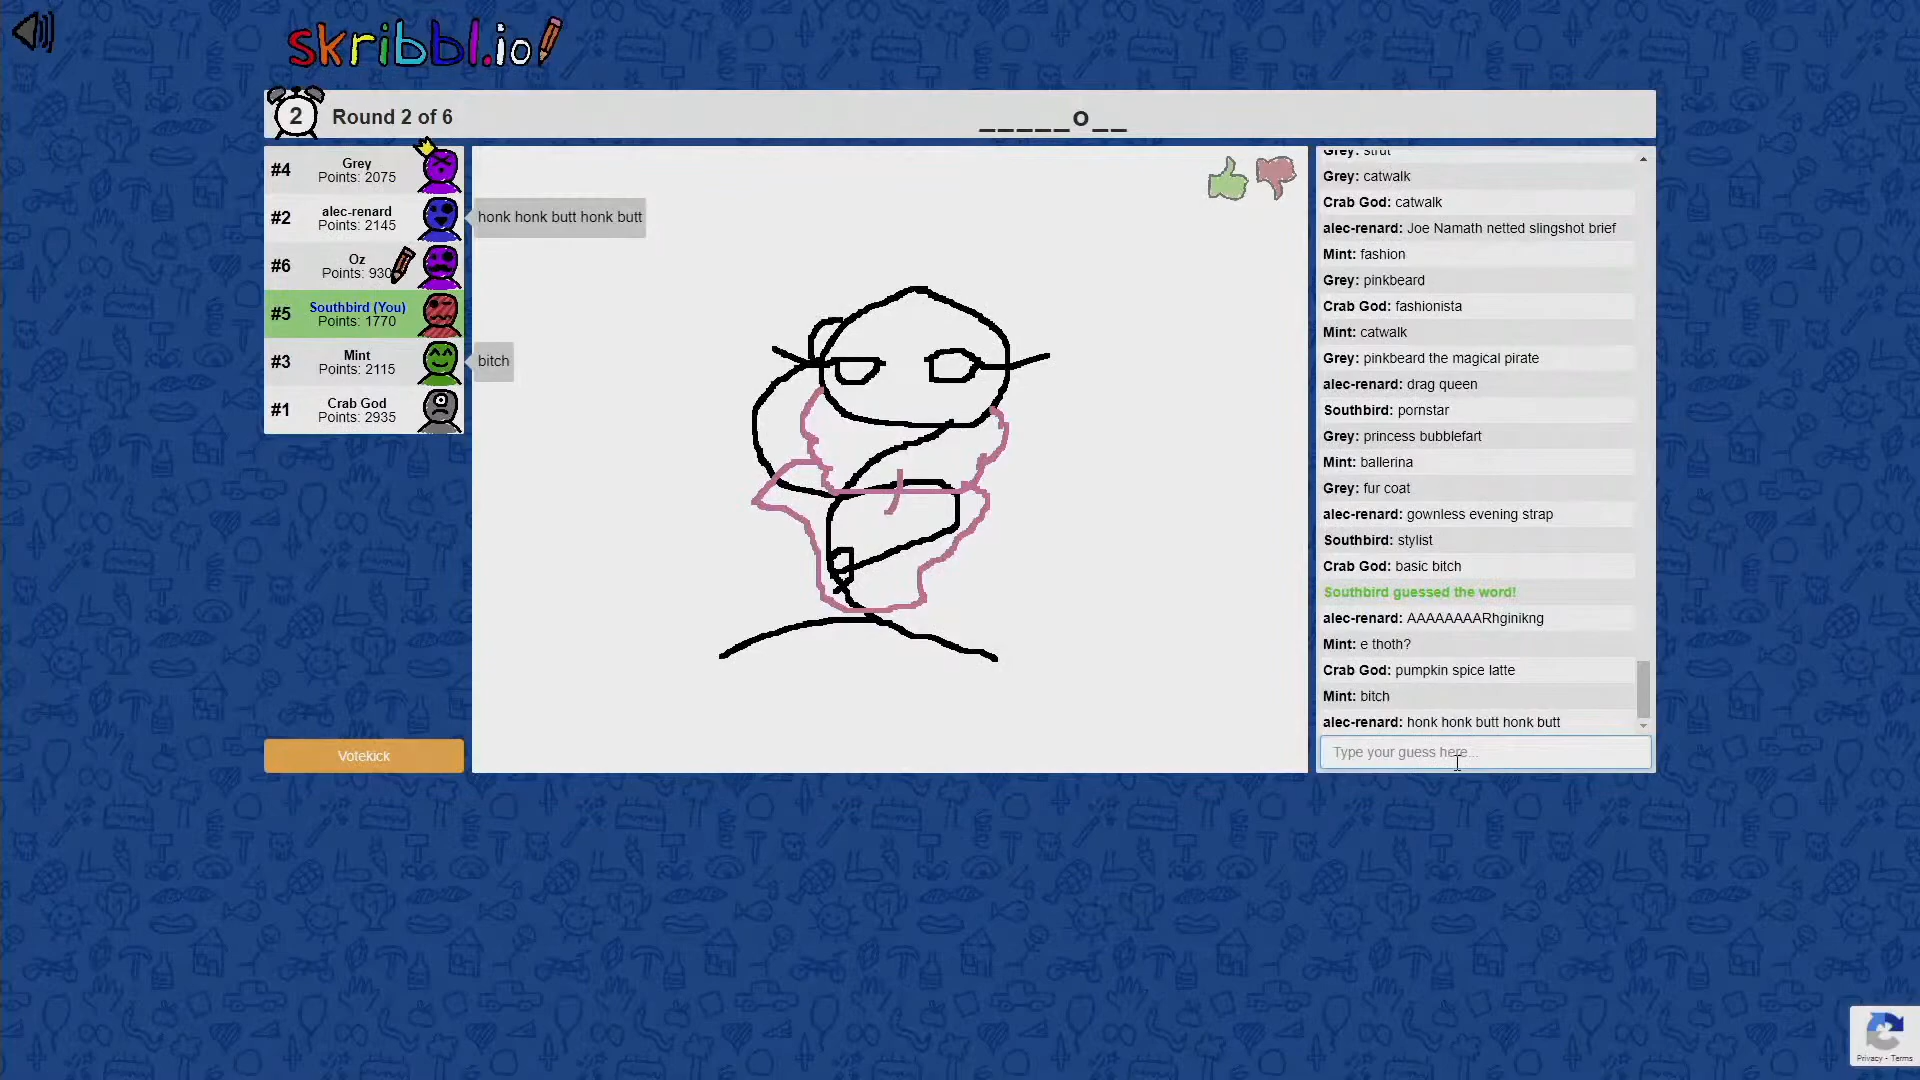 skribbl.io
2
Round 2 of 6
_____o__
#4
Grey
Points: 2075
#2
alec-renard
Points: 2145
honk honk butt honk butt
#6
Oz
Points: 930
#5
Southbird (You)
Points: 1770
#3
Mint
Points: 2115
bitch
#1
Crab God
Points: 2935
Votekick
Grey: strut
Grey: catwalk
Crab God: catwalk
alec-renard: Joe Namath netted slingshot brief
Mint: fashion
Grey: pinkbeard
Crab God: fashionista
Mint: catwalk
Grey: pinkbeard the magical pirate
alec-renard: drag queen
Southbird: pornstar
Grey: princess bubblefart
Mint: ballerina
Grey: fur coat
alec-renard: gownless evening strap
Southbird: stylist
Crab God: basic bitch
Southbird guessed the word!
alec-renard: AAAAAAAARhginikng
Mint: e thoth?
Crab God: pumpkin spice latte
Mint: bitch
alec-renard: honk honk butt honk butt
Type your guess here...
Privacy - Terms